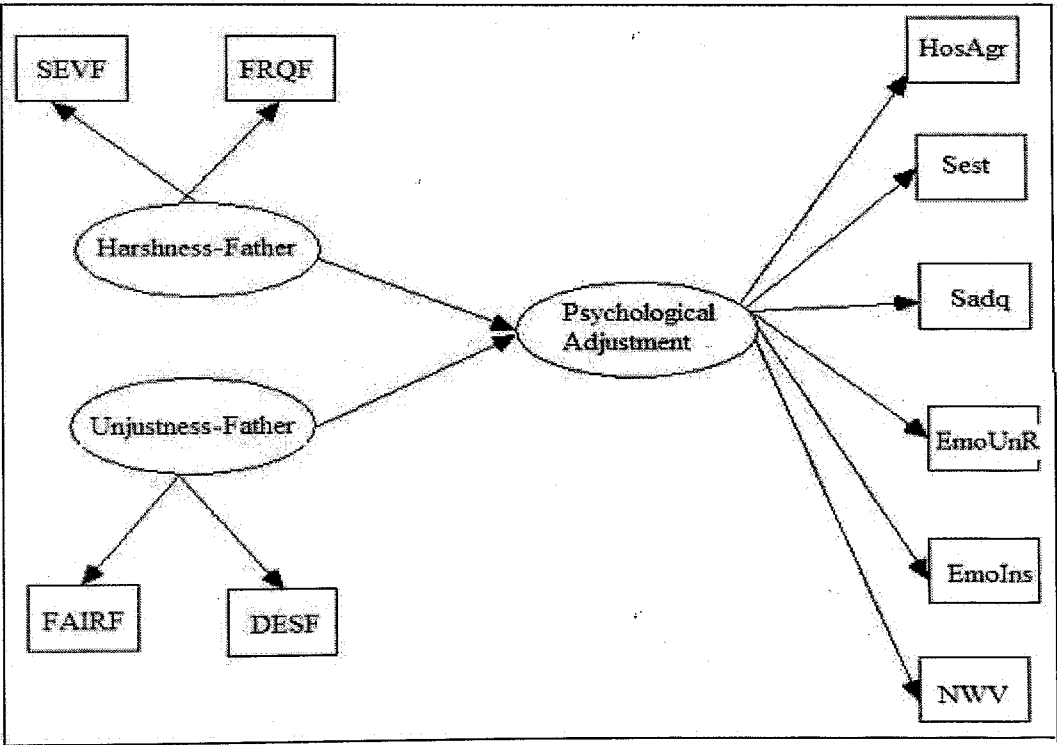 SEVF
FRQF
HosAgr
Sest
Harshness-Father
Sadq
Psychological
Adjustment
Unjustness-Father
EmoUnR
EmoIns
FAIRF
DESF
NWV